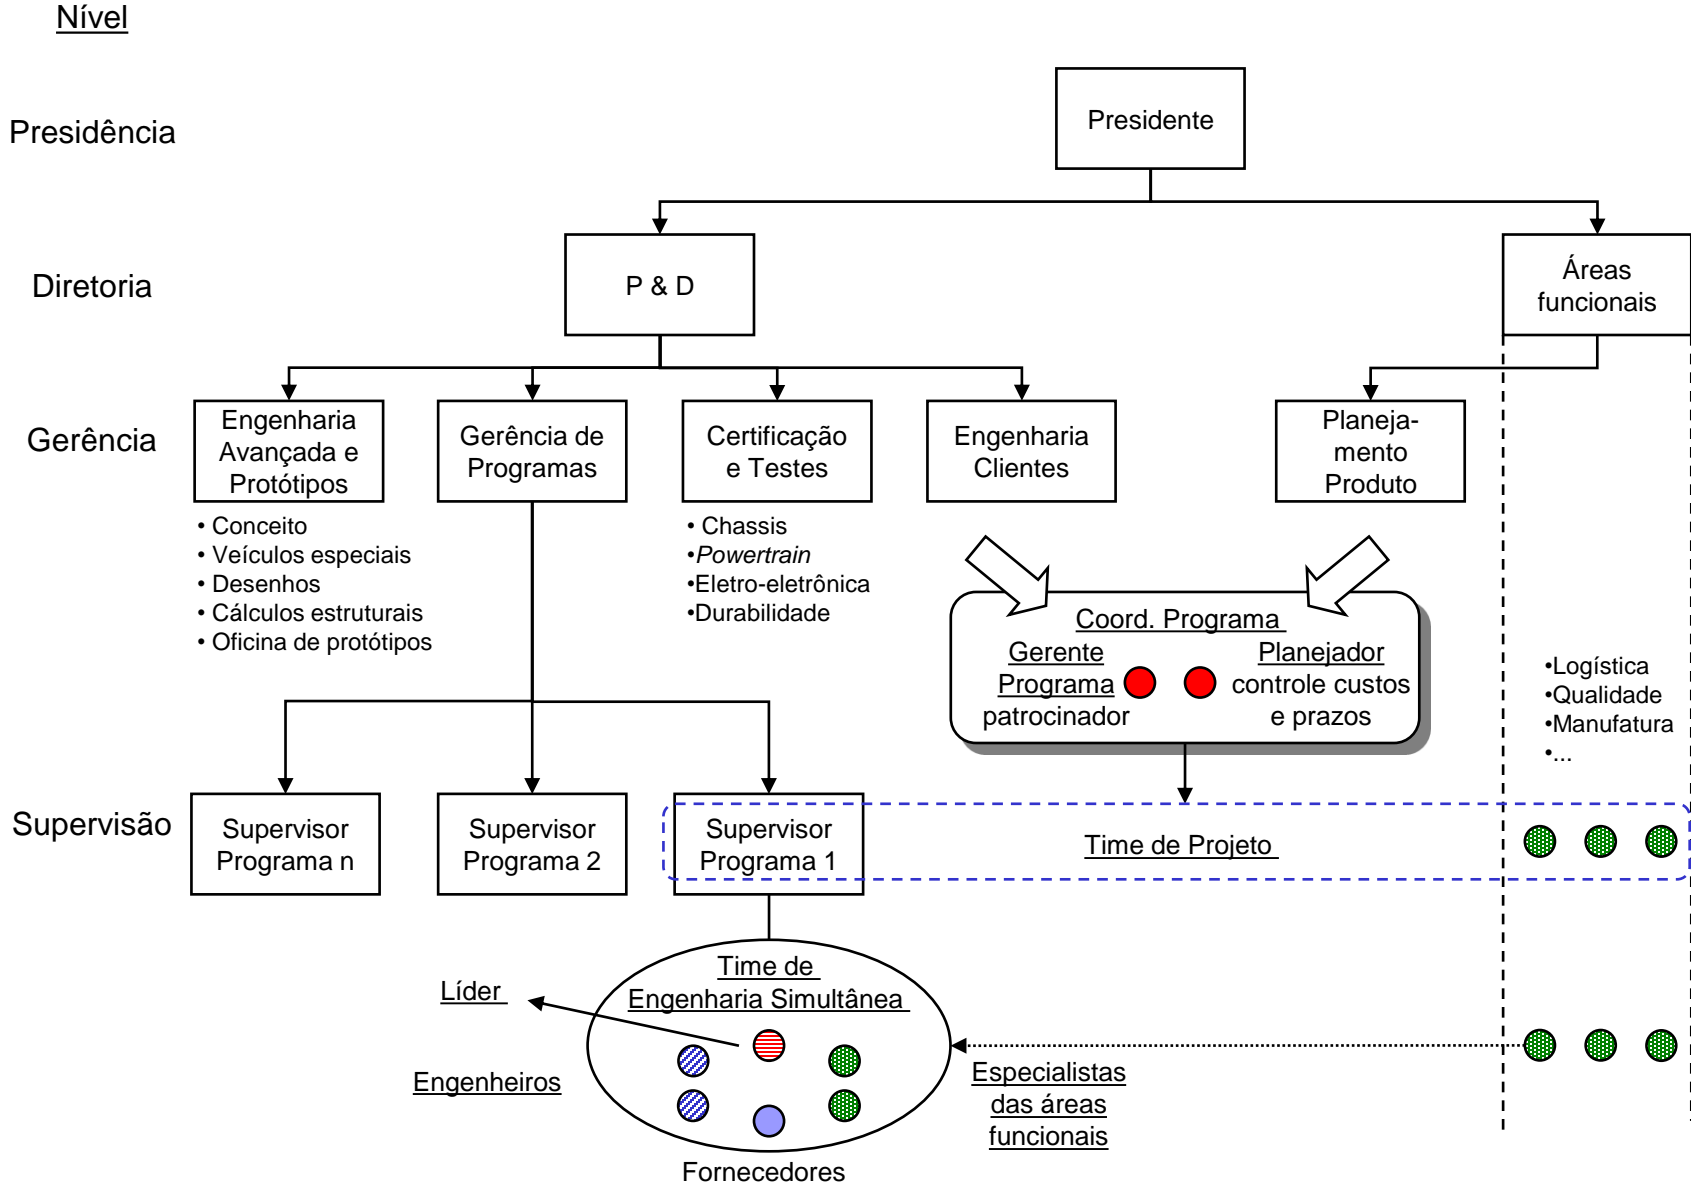 Nível
Presidência
Presidente
Diretoria
P & D
Áreas
funcionais
Gerência
Engenharia
Avançada e
Protótipos
Gerência de
Programas
Certificação
e Testes
Engenharia
Clientes
Planeja-
mento
Produto
• Conceito
• Veículos especiais
• Desenhos
• Cálculos estruturais
• Oficina de protótipos
• Chassis
•Powertrain
•Eletro-eletrônica
•Durabilidade
Coord. Programa
Gerente
Programa
patrocinador
Planejador
controle custos
e prazos
•Logística
•Qualidade
•Manufatura
•...
Supervisão
Supervisor
Programa n
Supervisor
Programa 2
Supervisor
Programa 1
Time de Projeto
Time de
Engenharia Simultânea
Líder
Engenheiros
Especialistas
das áreas
funcionais
Fornecedores